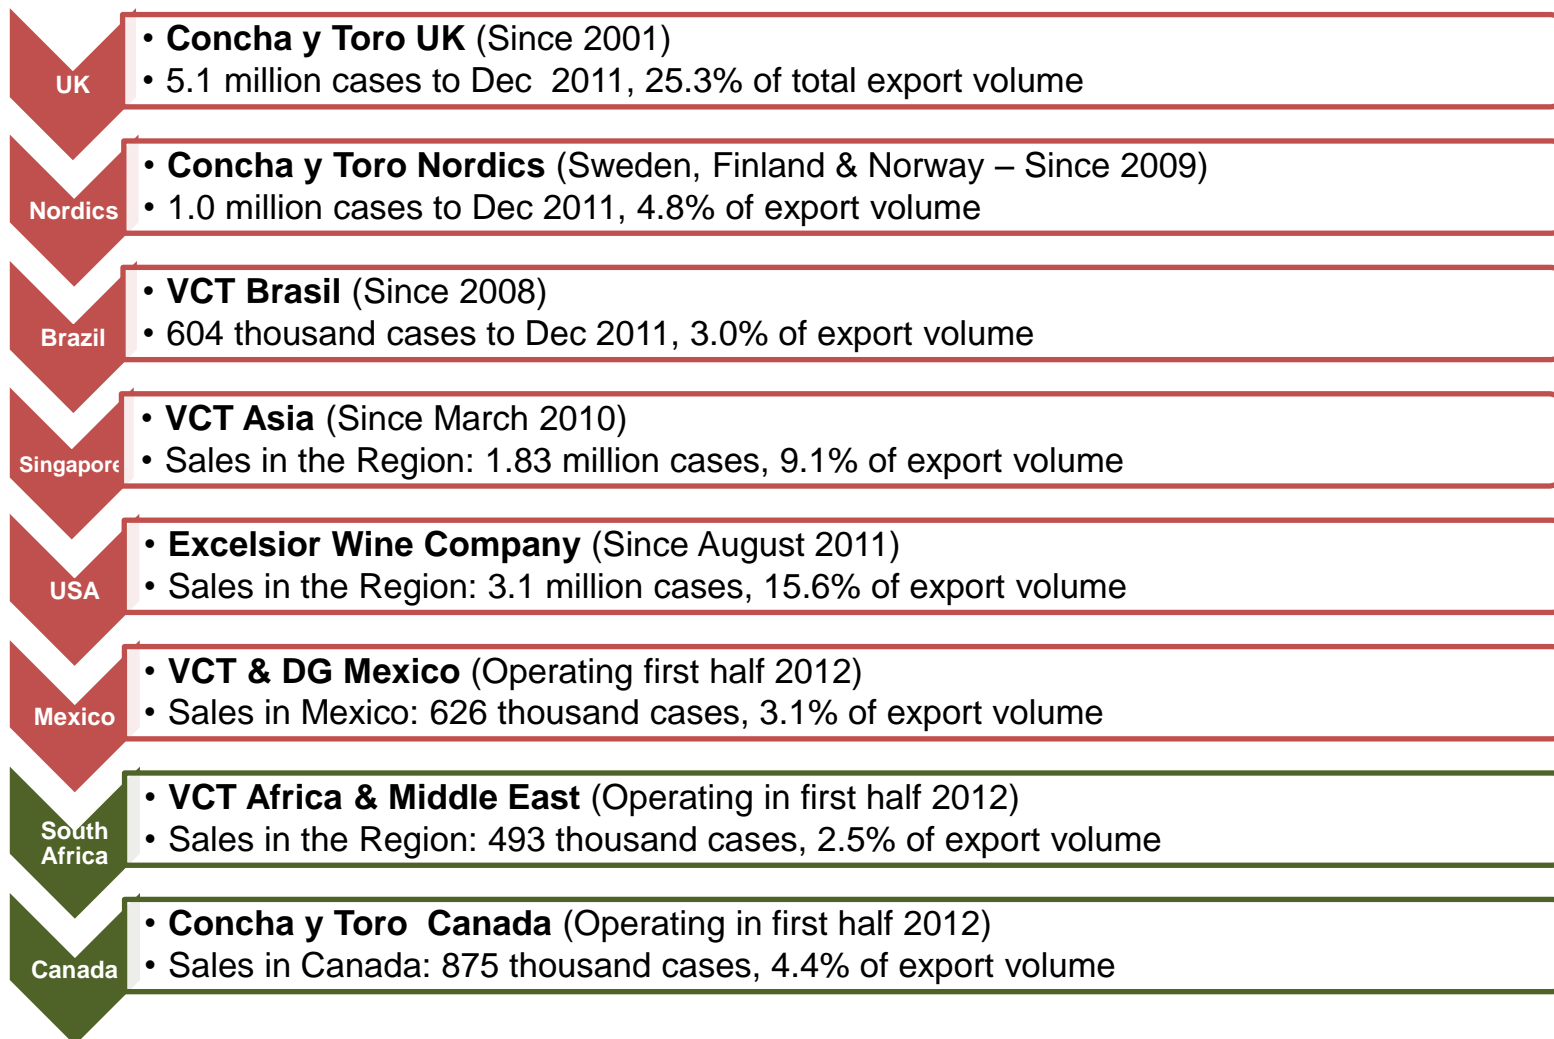 UK
• Concha y Toro UK (Since 2001)
• 5.1 million cases to Dec  2011, 25.3% of total export volume
Nordics
• Concha y Toro Nordics (Sweden, Finland & Norway – Since 2009)
• 1.0 million cases to Dec 2011, 4.8% of export volume
Brazil
• VCT Brasil (Since 2008)
• 604 thousand cases to Dec 2011, 3.0% of export volume
Singapore
• VCT Asia (Since March 2010)
• Sales in the Region: 1.83 million cases, 9.1% of export volume
USA
• Excelsior Wine Company (Since August 2011)
• Sales in the Region: 3.1 million cases, 15.6% of export volume
Mexico
• VCT & DG Mexico (Operating first half 2012)
• Sales in Mexico: 626 thousand cases, 3.1% of export volume
South
Africa
• VCT Africa & Middle East (Operating in first half 2012)
• Sales in the Region: 493 thousand cases, 2.5% of export volume
Canada
• Concha y Toro  Canada (Operating in first half 2012)
• Sales in Canada: 875 thousand cases, 4.4% of export volume